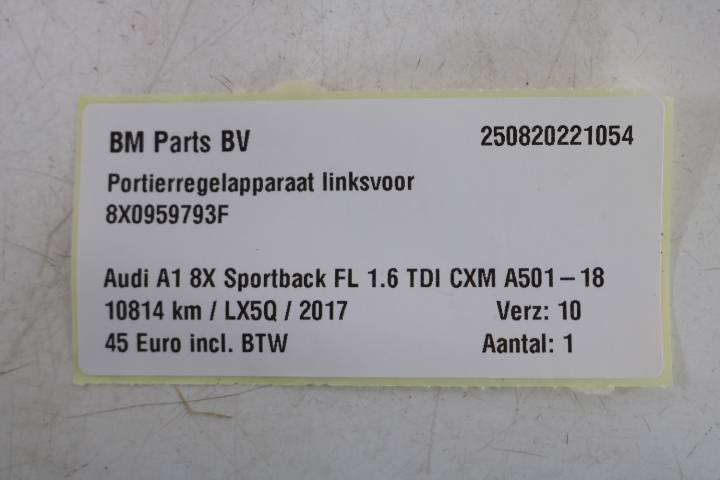 BM Parts BV 250820221054
Portierregelapparaat linksvoor
8X0959793F
Audi A1 8X Sportback FL 1.6 TDI CXM A501-18
10814 km / LX5Q / 2017 Verz: 10
45 Euro incl. BTW Aantal: 1